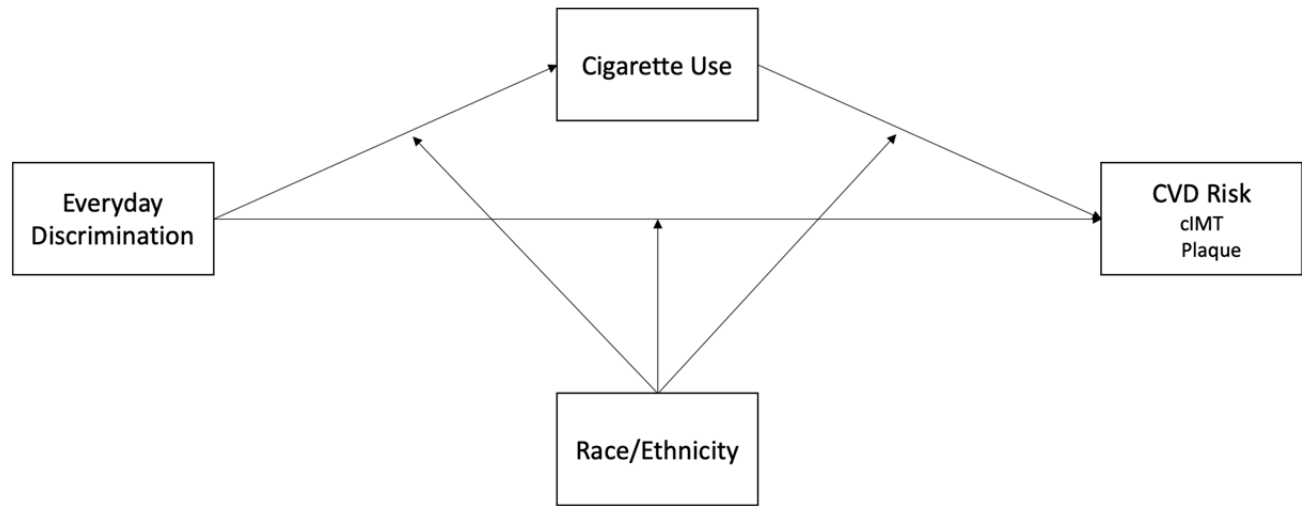 Cigarette Use
Everyday
Discrimination
CVD Risk
cIMT
Plaque
Race/Ethnicity